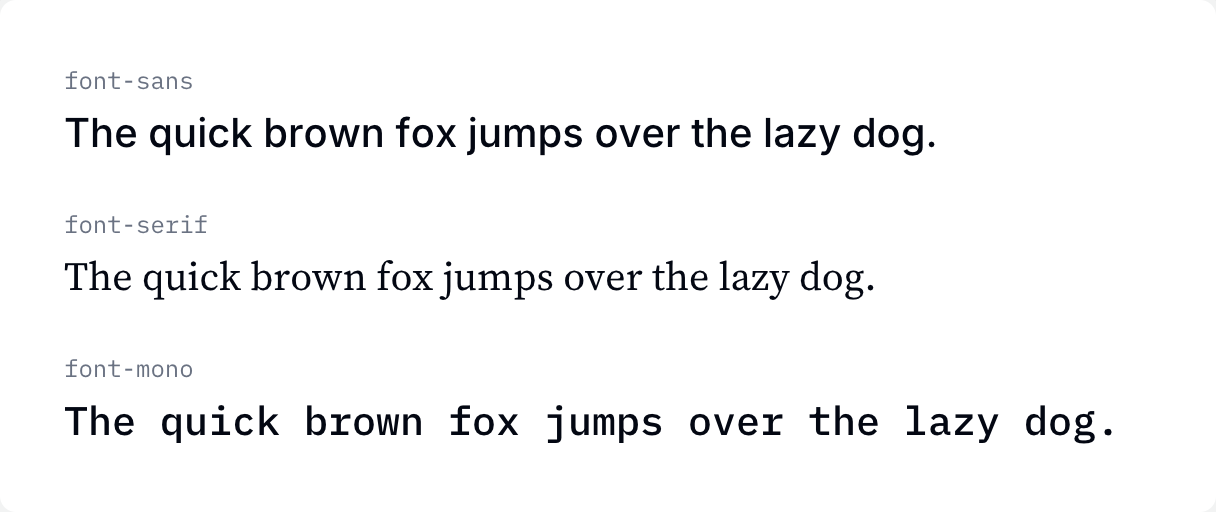 font-sans
The quick brown fox jumps over the lazy dog.
font-serif
The quick brown fox jumps over the lazy dog.
font-mono
The quick brown fox jumps over the lazy dog.